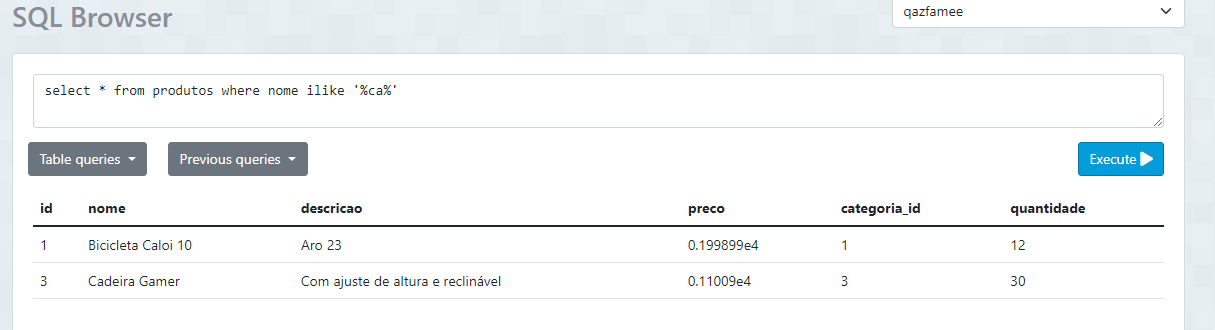 SQL Browser
qazfamee
select * from produtos where nome ilike '%ca%'
Table queries
Previous queries
Execute
id nome descricao preco categoria_id quantidade
1 Bicicleta Caloi 10 Aro 23 0.199899e4 1 12
3 Cadeira Gamer Com ajuste de altura e reclinável 0.11009e4 3 30